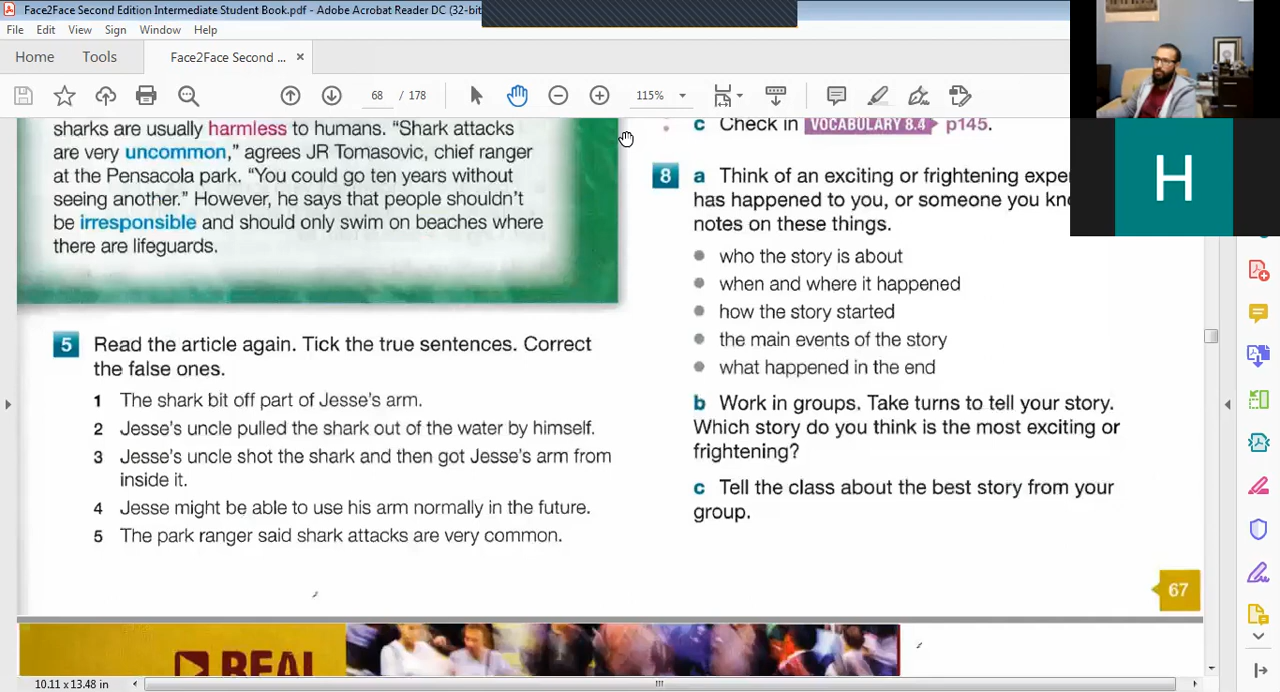 Face2Face Second Edition Intermediate Student Book.pdf - Adobe Acrobat Reader DC (32-bit
File Edit View Sign Window Help
Home Tools Face2Face Second ... ×
68 / 178 115%
sharks are usually harmless to humans. “Shark attacks
are very uncommon,” agrees JR Tomasovic, chief ranger
at the Pensacola park. “You could go ten years without
seeing another.” However, he says that people shouldn’t
be irresponsible and should only swim on beaches where
there are lifeguards.
5 Read the article again. Tick the true sentences. Correct
the false ones.
1 The shark bit off part of Jesse’s arm.
2 Jesse’s uncle pulled the shark out of the water by himself.
3 Jesse’s uncle shot the shark and then got Jesse’s arm from
inside it.
4 Jesse might be able to use his arm normally in the future.
5 The park ranger said shark attacks are very common.
c Check in VOCABULARY 8.4 p145.
8 a Think of an exciting or frightening
has happened to you, or someone you
notes on these things.
● who the story is about
● when and where it happened
● how the story started
● the main events of the story
● what happened in the end
b Work in groups. Take turns to tell your story.
Which story do you think is the most exciting or
frightening?
c Tell the class about the best story from your
group.
67
H
REAL
10.11 x 13.48 in